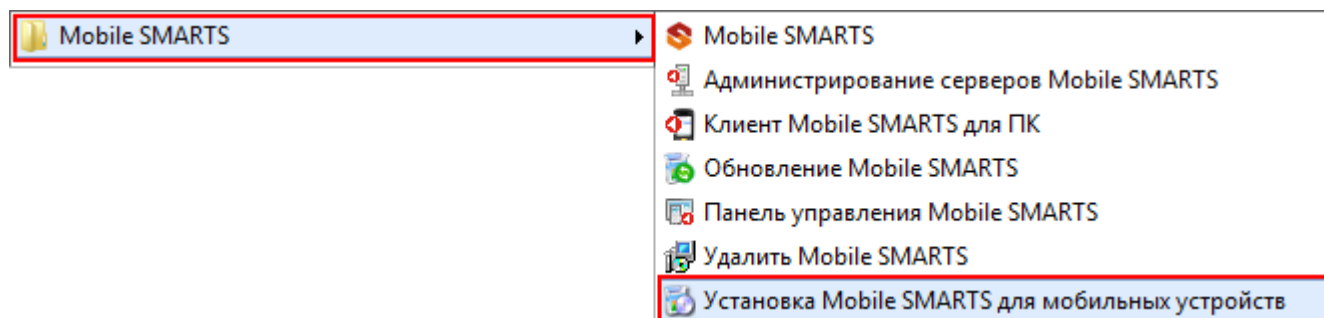 Mobile SMARTS
Mobile SMARTS
Администрирование серверов Mobile SMARTS
Клиент Mobile SMARTS для ПК
Обновление Mobile SMARTS
Панель управления Mobile SMARTS
Удалить Mobile SMARTS
Установка Mobile SMARTS для мобильных устройств